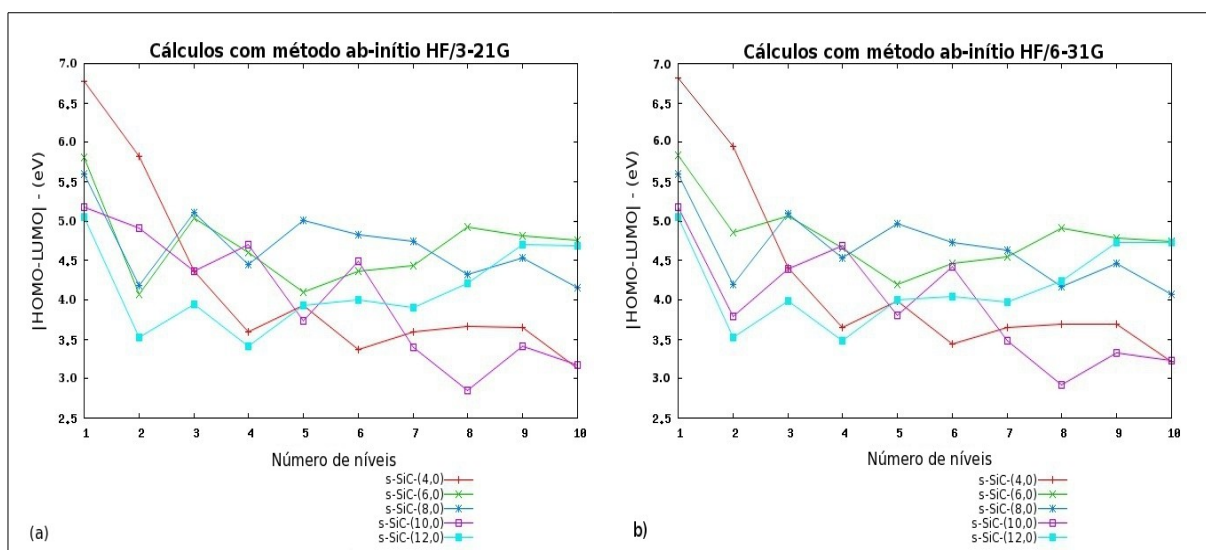 Cálculos com método ab-inítio HF/3-21G
|HOMO-LUMO| - (eV)
7.0
6.5
6.0
5.5
5.0
4.5
4.0
3.5
3.0
2.5
1 2 3 4 5 6 7 8 9 10
Número de níveis
s-SiC-(4,0)
s-SiC-(6,0)
s-SiC-(8,0)
s-SiC-(10,0)
s-SiC-(12,0)
(a)
Cálculos com método ab-inítio HF/6-31G
|HOMO-LUMO| - (eV)
7.0
6.5
6.0
5.5
5.0
4.5
4.0
3.5
3.0
2.5
1 2 3 4 5 6 7 8 9 10
Número de níveis
s-SiC-(4,0)
s-SiC-(6,0)
s-SiC-(8,0)
s-SiC-(10,0)
s-SiC-(12,0)
b)